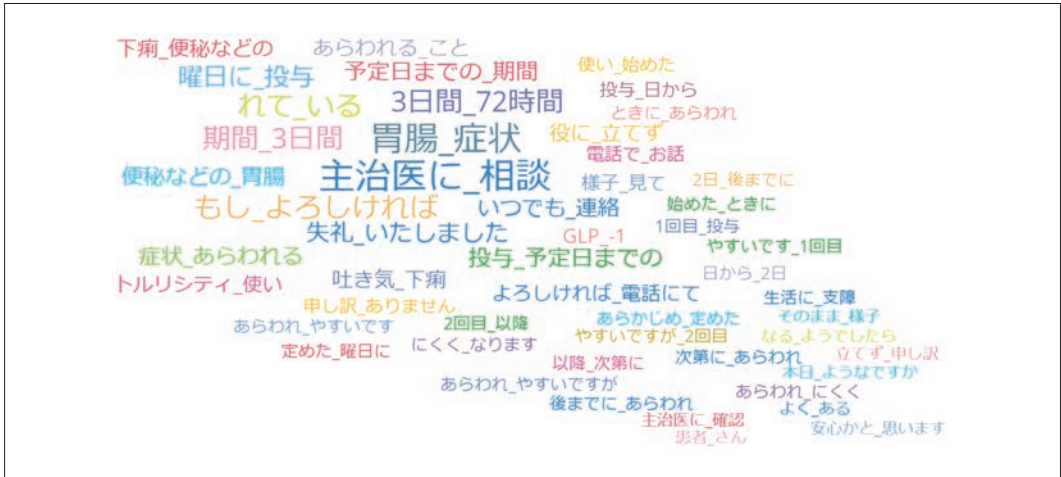 下痢_便秘などの あらわれる_こと
曜日に_投与 予定日までの_期間 使い_始めた
れて_いる 3日間_72時間 投与_日から
ときに_あらわれ
期間_3日間 胃腸_症状 役に_立てず
電話で_お話
便秘などの_胃腸 主治医に_相談 様子_見て 2日_後までに
もし_よろしければ いつでも_連絡 始めた_ときに
失礼_いたしました GLP_-1 1回目_投与
症状_あらわれる 投与_予定日までの やすいです_1回目
トルリシティ_使い 吐き気_下痢 日から_2日
申し訳_ありません よろしければ_電話にて 生活に_支障
あらわれ_やすいです 2回目_以降 あらかじめ_定めた そのまま_様子
定めた_曜日に にくく_なります やすいですが_2回目 なる_ようでしたら
以降_次第に 次第に_あらわれ 立てず_申し訳
本日_ようなですか
あらわれ_やすいですが あらわれ_にくく
後までに_あらわれ よく_ある
主治医に_確認 安心かと_思います
患者_さん